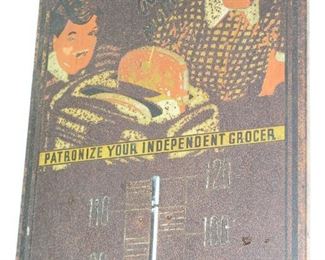 PATRONIZE YOUR INDEPENDENT GROCER
120
110
100